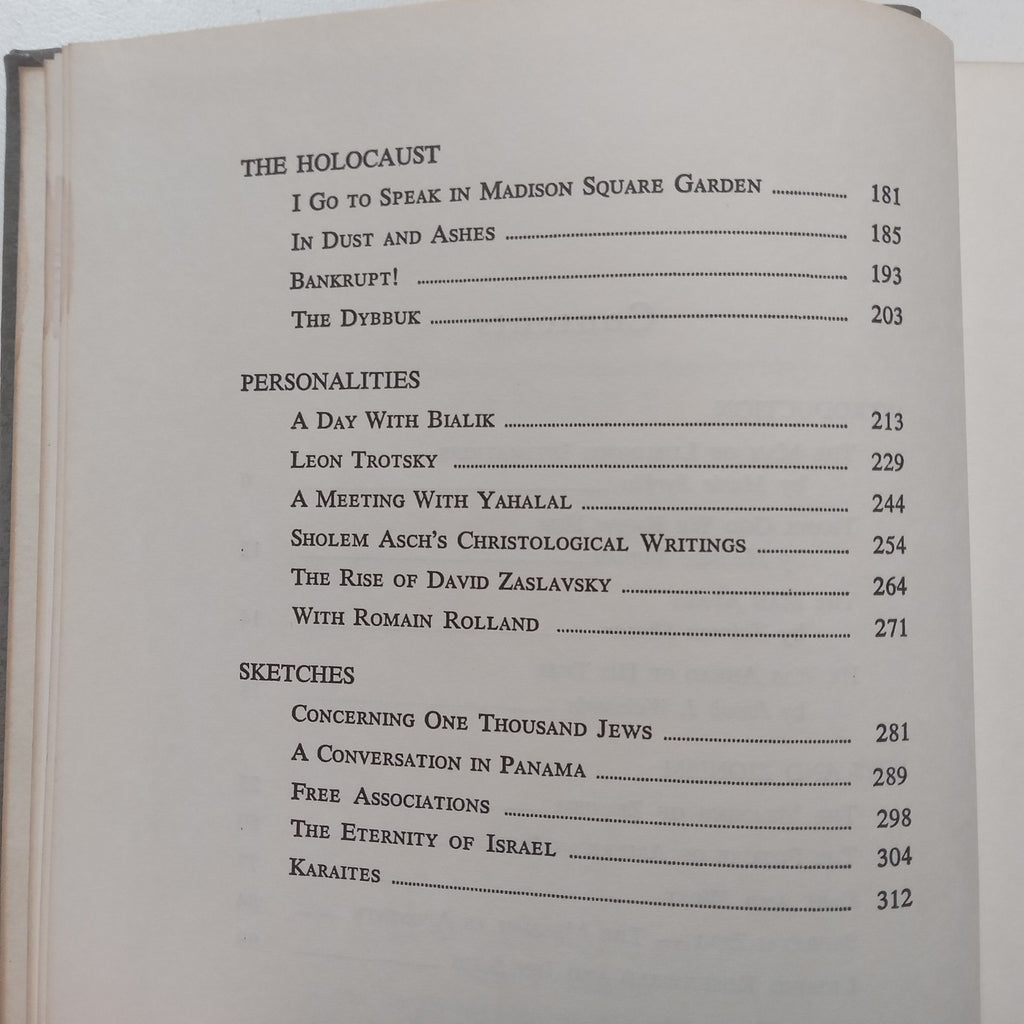 THE HOLOCAUST
I Go to Speak in Madison Square Garden ............... 181
In Dust and Ashes ............... 185
Bankrupt! ............... 193
The Dybbuk ............... 203
PERSONALITIES
A Day With Bialik ............... 213
Leon Trotsky ............... 229
A Meeting With Yahalal ............... 244
Sholem Asch's Christological Writings ............... 254
The Rise of David Zaslavsky ............... 264
With Romain Rolland ............... 271
SKETCHES
Concerning One Thousand Jews ............... 281
A Conversation in Panama ............... 289
Free Associations ............... 298
The Eternity of Israel ............... 304
Karaites ............... 312